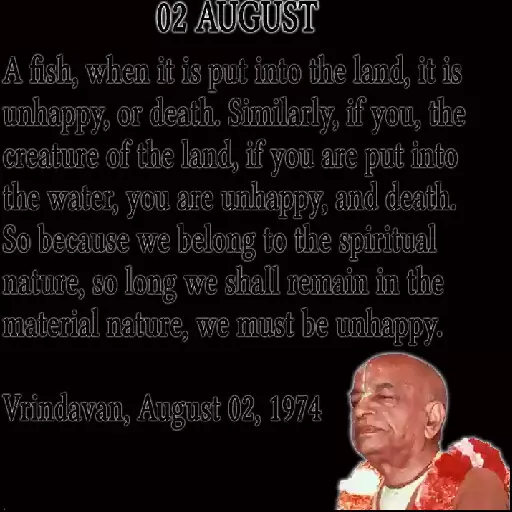 02 AUGUST
A fish, when it is put into the land, it is
unhappy, or death. Similarly, if you, the
creature of the land, if you are put into
the water, you are unhappy, and death.
So because we belong to the spiritual
nature, so long we shall remain in the
material nature, we must be unhappy.
Vrindavan, August 02, 1974